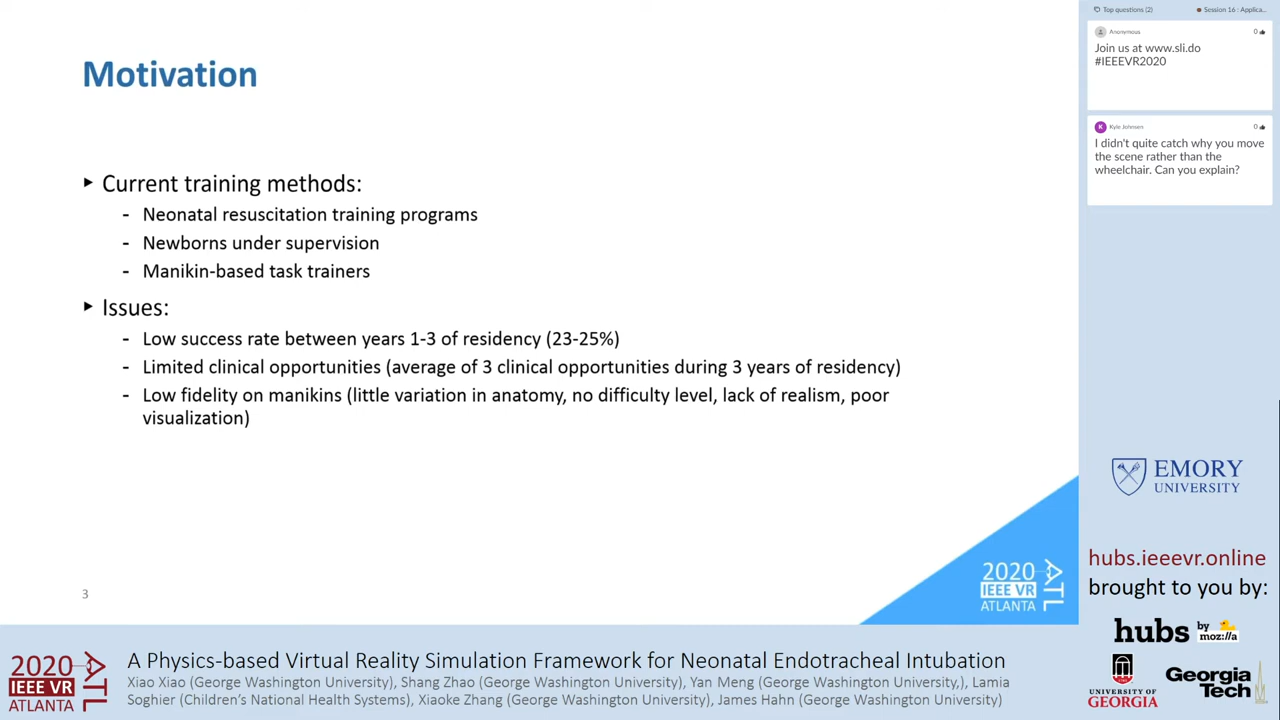 Motivation
Current training methods:
- Neonatal resuscitation training programs
- Newborns under supervision
- Manikin-based task trainers
Issues:
- Low success rate between years 1-3 of residency (23-25%)
- Limited clinical opportunities (average of 3 clinical opportunities during 3 years of residency)
- Low fidelity on manikins (little variation in anatomy, no difficulty level, lack of realism, poor
visualization)
3
2020
IEEE VR
ATLANTA
ATL
Top questions (2)
Session 16 : Applica...
Anonymous
0
Join us at www.sli.do
#IEEEVR2020
K
Kyle Johnsen
0
I didn't quite catch why you move
the scene rather than the
wheelchair. Can you explain?
EMORY
UNIVERSITY
hubs.ieeevr.online
brought to you by:
hubs by
moz://a
UNIVERSITY OF
GEORGIA
Georgia
Tech
2020
IEEE VR
ATLANTA
ATL
A Physics-based Virtual Reality Simulation Framework for Neonatal Endotracheal Intubation
Xiao Xiao (George Washington University), Shang Zhao (George Washington University), Yan Meng (George Washington University,), Lamia
Soghier (Children's National Health Systems), Xiaoke Zhang (George Washington University), James Hahn (George Washington University)